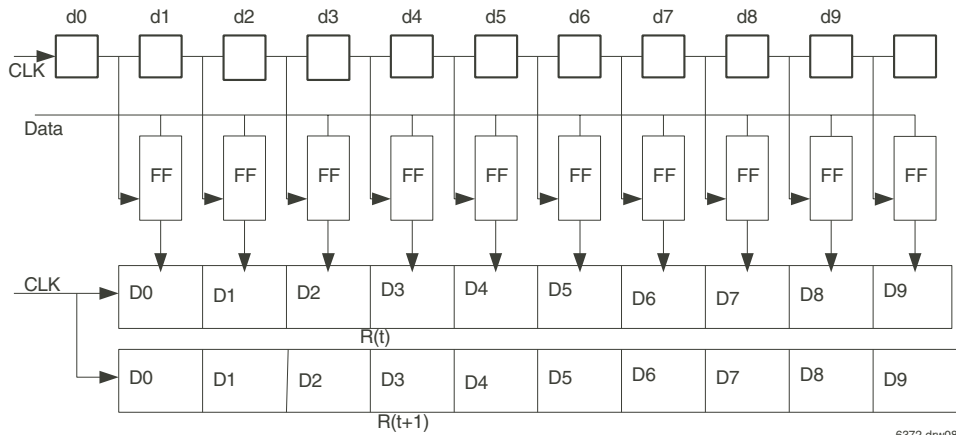 d0 d1 d2 d3 d4 d5 d6 d7 d8 d9
CLK
Data
FF FF FF FF FF FF FF FF FF FF
CLK
D0 D1 D2 D3 D4 D5 D6 D7 D8 D9
R(t)
D0 D1 D2 D3 D4 D5 D6 D7 D8 D9
R(t+1)